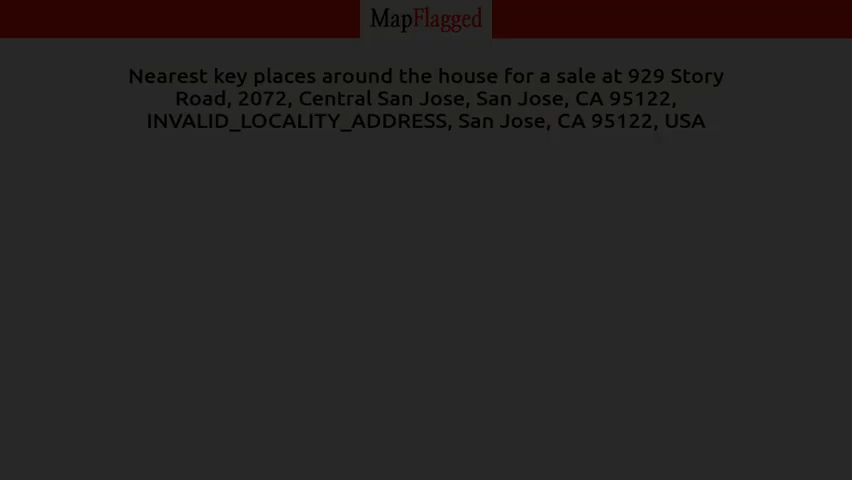 MapFlagged
Nearest key places around the house for a sale at 929 Story
Road, 2072, Central San Jose, San Jose, CA 95122,
INVALID_LOCALITY_ADDRESS, San Jose, CA 95122, USA